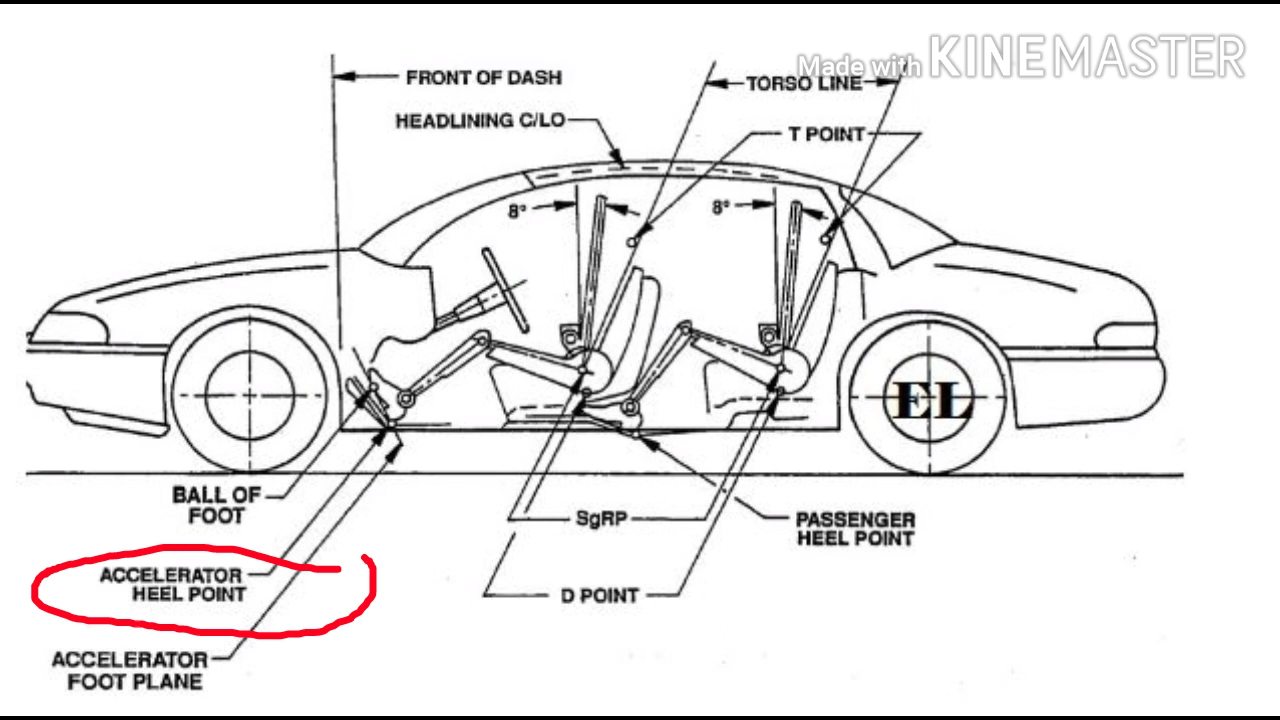 Made with KINEMASTER
FRONT OF DASH
TORSO LINE
HEADLINING C/LO
T POINT
8°
8°
EL
BALL OF
FOOT
SgRP
PASSENGER
HEEL POINT
ACCELERATOR
HEEL POINT
D POINT
ACCELERATOR
FOOT PLANE